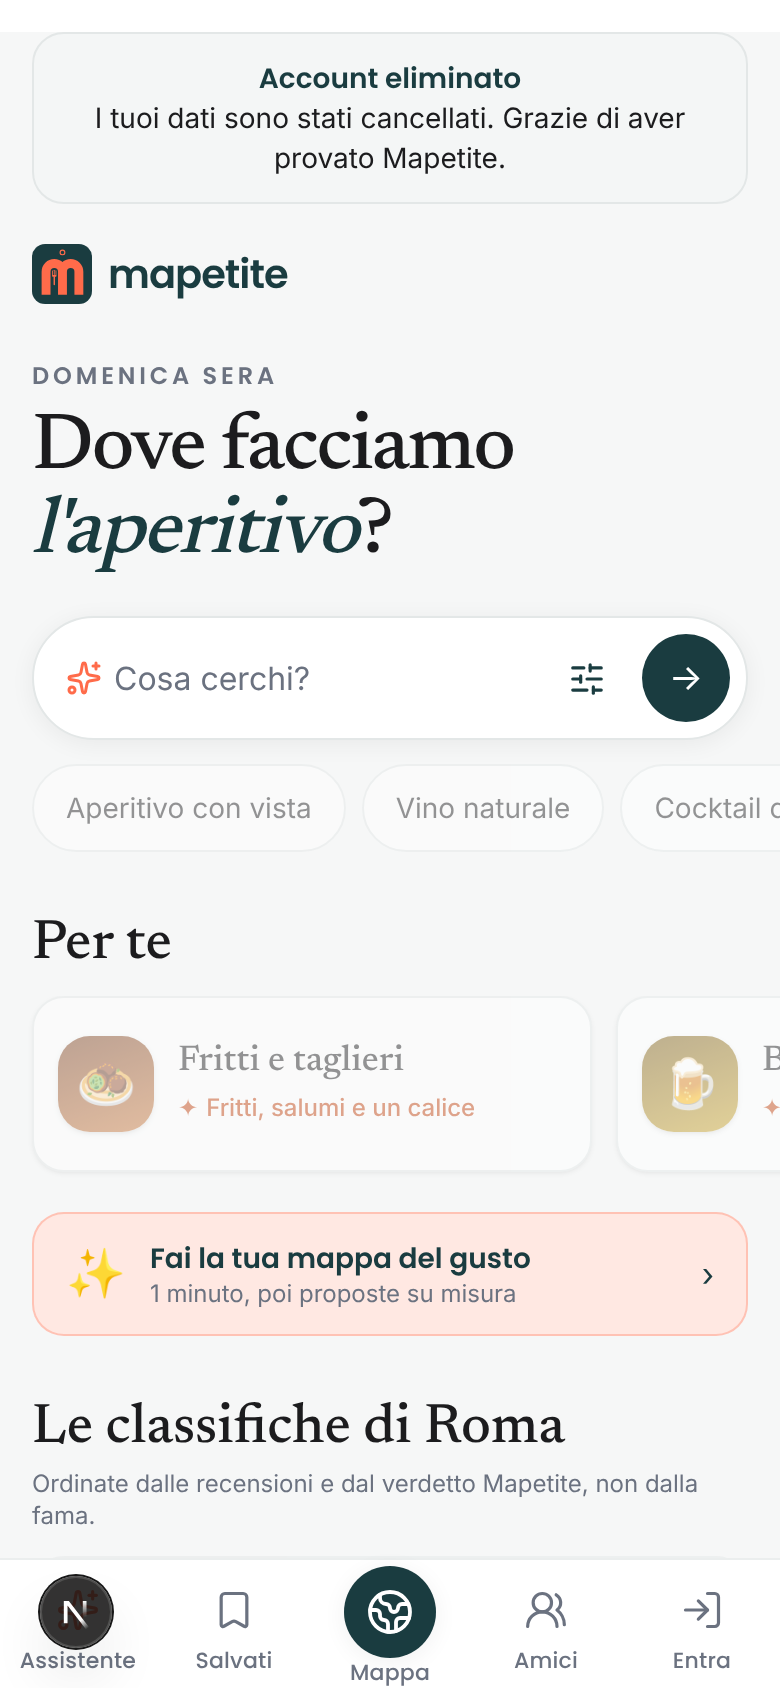 Account eliminato
I tuoi dati sono stati cancellati. Grazie di aver
provato Mapetite.
mapetite
DOMENICA SERA
Dove facciamo
l'aperitivo?
Cosa cerchi?
Aperitivo con vista
Vino naturale
Cocktail
Per te
Fritti e taglieri
✦ Fritti, salumi e un calice
Fai la tua mappa del gusto
1 minuto, poi proposte su misura
Le classifiche di Roma
Ordinate dalle recensioni e dal verdetto Mapetite, non dalla
fama.
N
Assistente
Salvati
Mappa
Amici
Entra